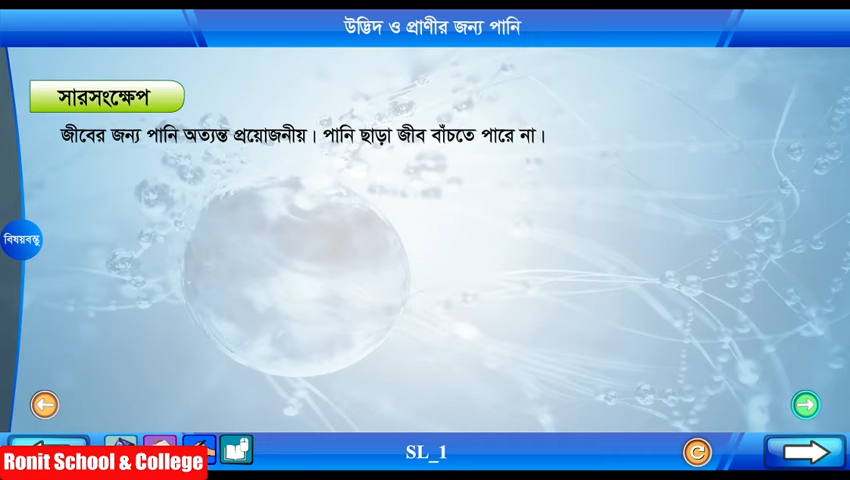 উদ্ভিদ ও প্রাণীর জন্য পানি
সারসংক্ষেপ
জীবের জন্য পানি অত্যন্ত প্রয়োজনীয়। পানি ছাড়া জীব বাঁচতে পারে না।
বিষয়বস্তু
SL_1
Ronit School & College